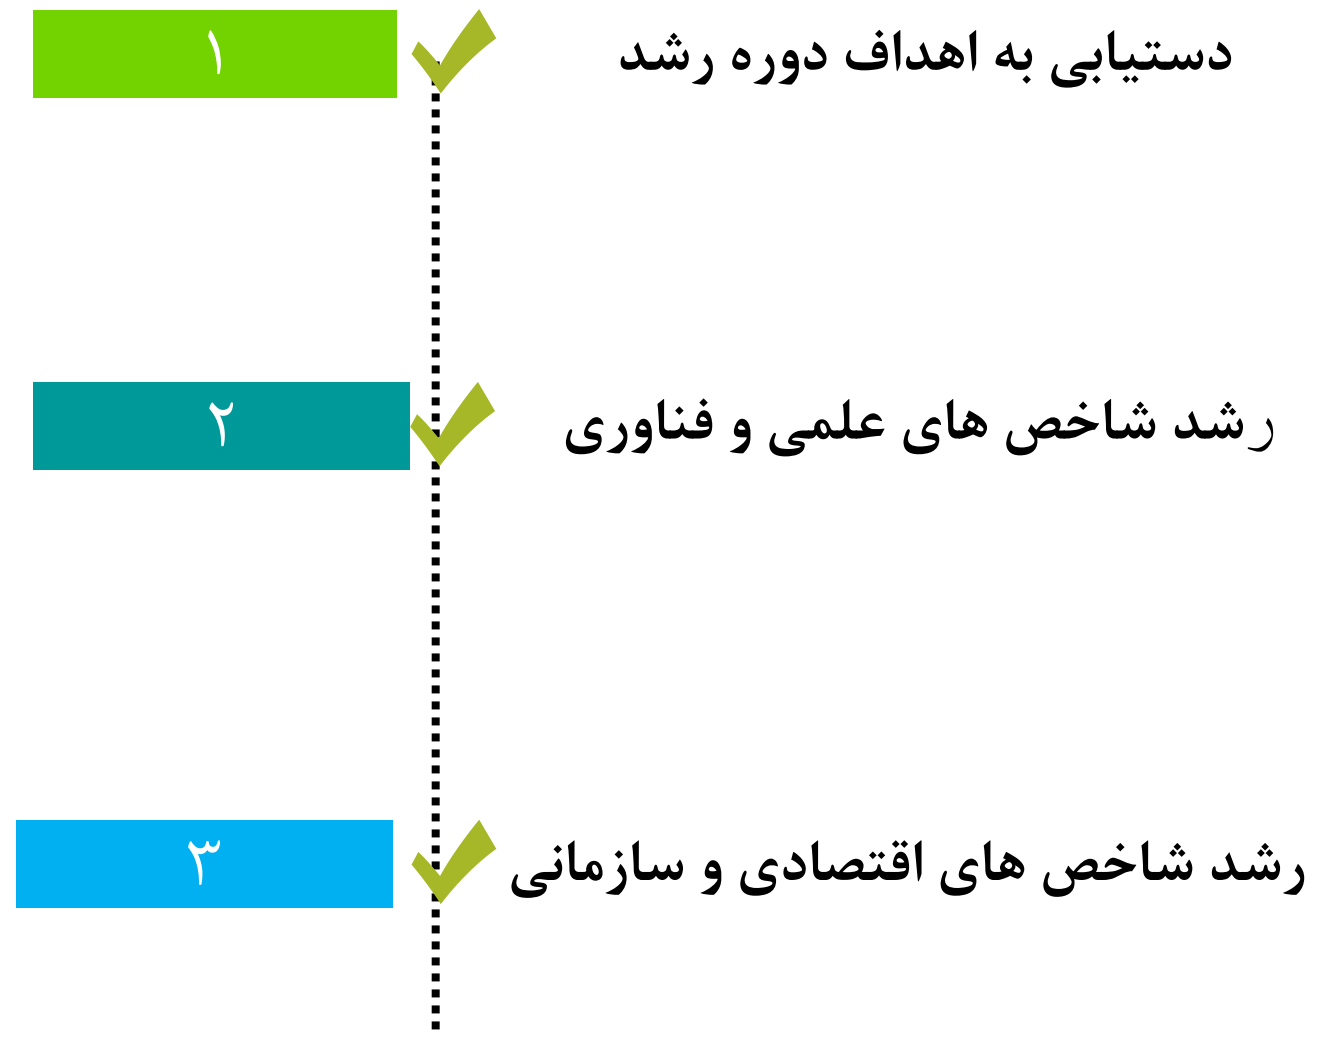 دستیابی به اهداف دوره رشد
۱
رشد شاخص های علمی و فناوری
۲
رشد شاخص های اقتصادی و سازمانی
۳